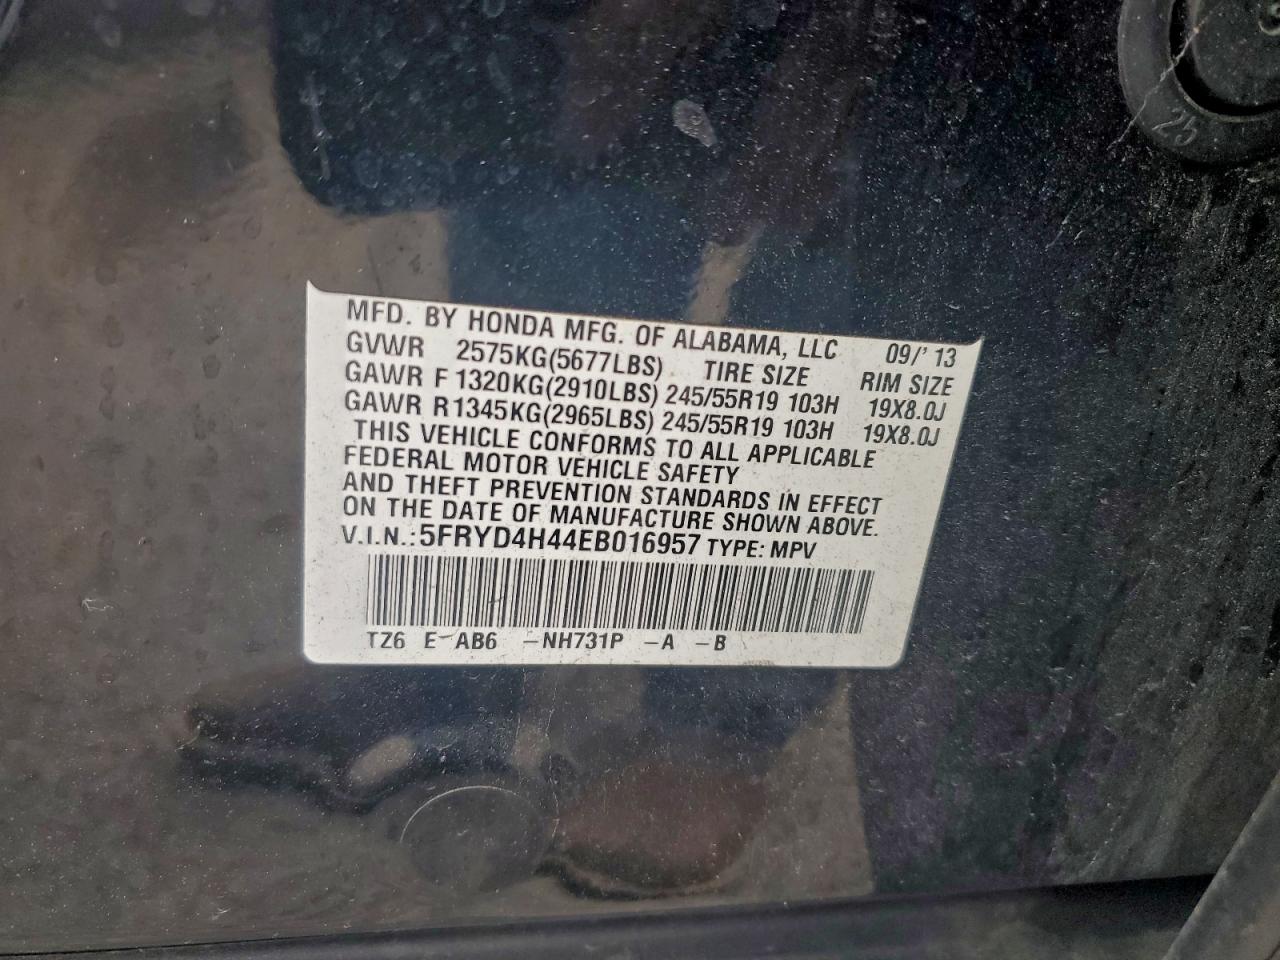 MFD. BY HONDA MFG. OF ALABAMA, LLC 09/' 13
GVWR 2575KG(5677LBS) TIRE SIZE RIM SIZE
GAWR F 1320KG(2910LBS) 245/55R19 103H 19X8.0J
GAWR R1345KG(2965LBS) 245/55R19 103H 19X8.0J
THIS VEHICLE CONFORMS TO ALL APPLICABLE
FEDERAL MOTOR VEHICLE SAFETY
AND THEFT PREVENTION STANDARDS IN EFFECT
ON THE DATE OF MANUFACTURE SHOWN ABOVE.
V.I.N.:5FRYD4H44EB016957 TYPE: MPV
TZ6 E-AB6 -NH731P -A -B
25